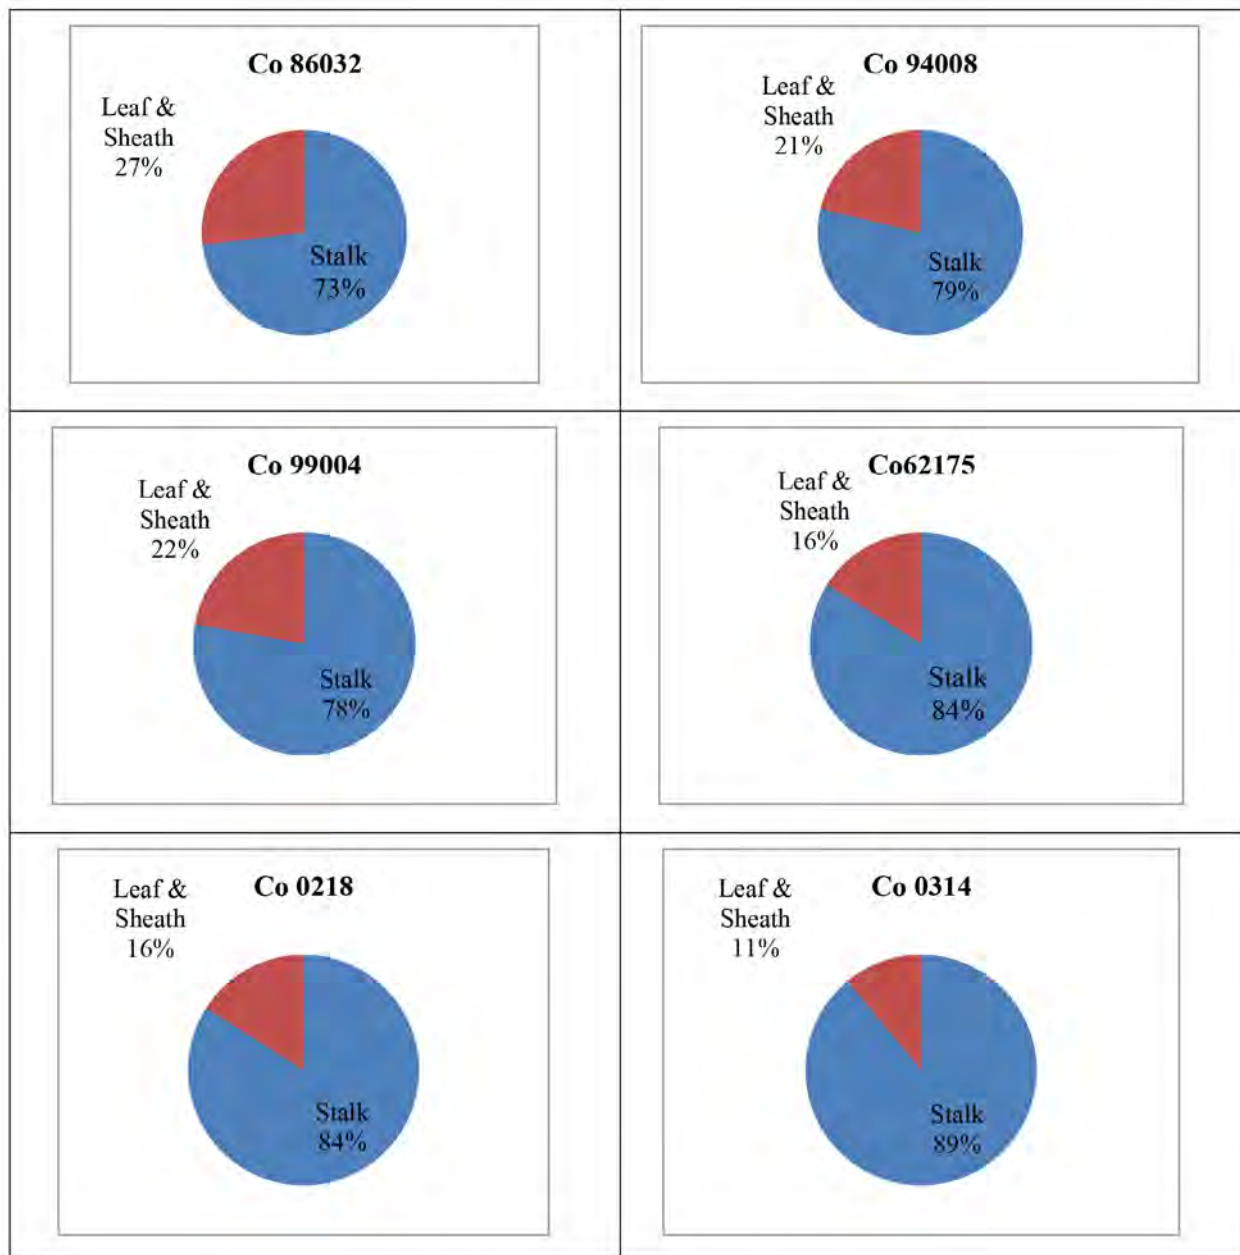 Co 86032
Leaf &
Sheath
27%
Stalk
73%
Co 94008
Leaf &
Sheath
21%
Stalk
79%
Co 99004
Leaf &
Sheath
22%
Stalk
78%
Co62175
Leaf &
Sheath
16%
Stalk
84%
Co 0218
Leaf &
Sheath
16%
Stalk
84%
Co 0314
Leaf &
Sheath
11%
Stalk
89%